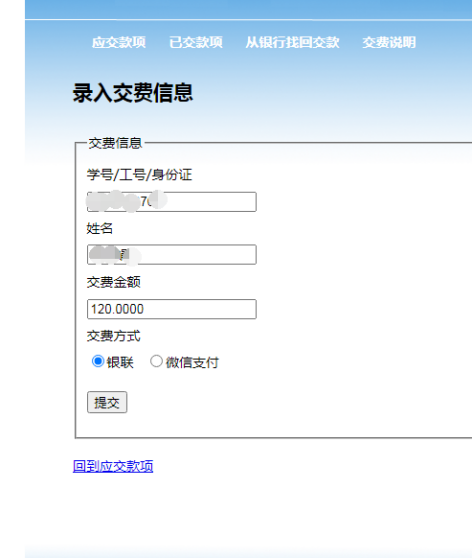 应交款项 已交款项 从银行找回交款 交费说明
录入交费信息
交费信息
学号/工号/身份证
姓名
交费金额
120.0000
交费方式
银联 微信支付
提交
回到应交款项